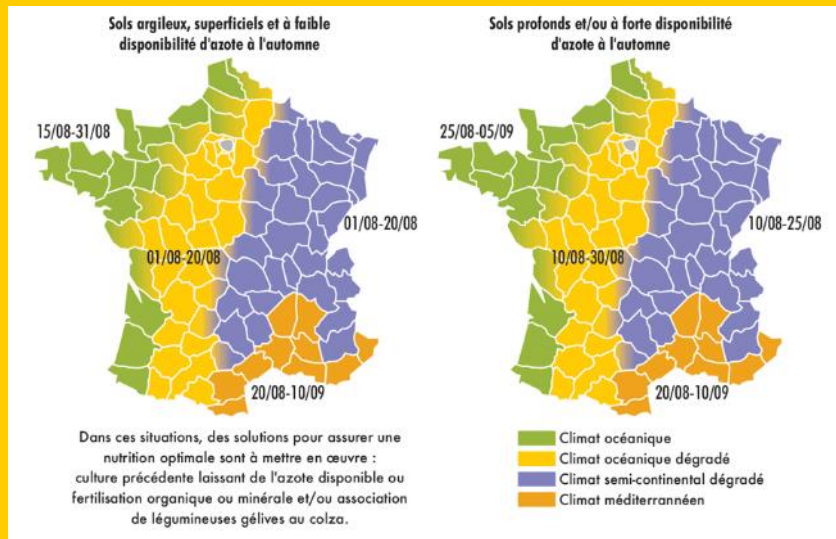 Sols argileux, superficiels et à faible
disponibilité d'azote à l'automne
15/08-31/08
01/08-20/08
01/08-20/08
20/08-10/09
Dans ces situations, des solutions pour assurer une
nutrition optimale sont à mettre en œuvre :
culture précédente laissant de l'azote disponible ou
fertilisation organique ou minérale et/ou association
de légumineuses gélives au colza.
Sols profonds et/ou à forte disponibilité
d'azote à l'automne
25/08-05/09
10/08-25/08
10/08-30/08
20/08-10/09
Climat océanique
Climat océanique dégradé
Climat semi-continental dégradé
Climat méditerrannéen